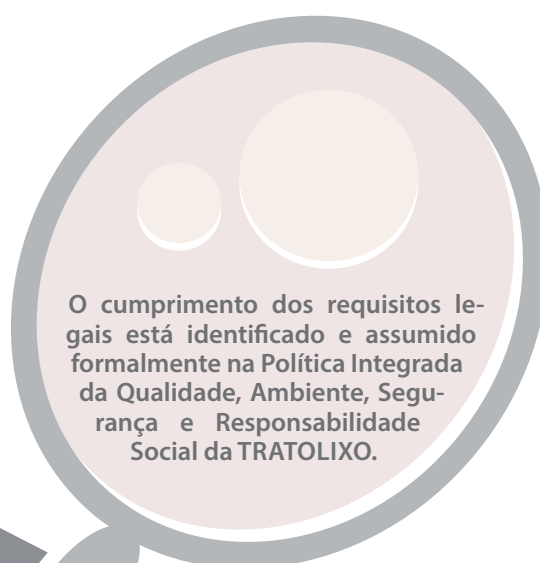 O cumprimento dos requisitos le-
gais está identificado e assumido
formalmente na Política Integrada
da Qualidade, Ambiente, Segu-
rança e Responsabilidade
Social da TRATOLIXO.